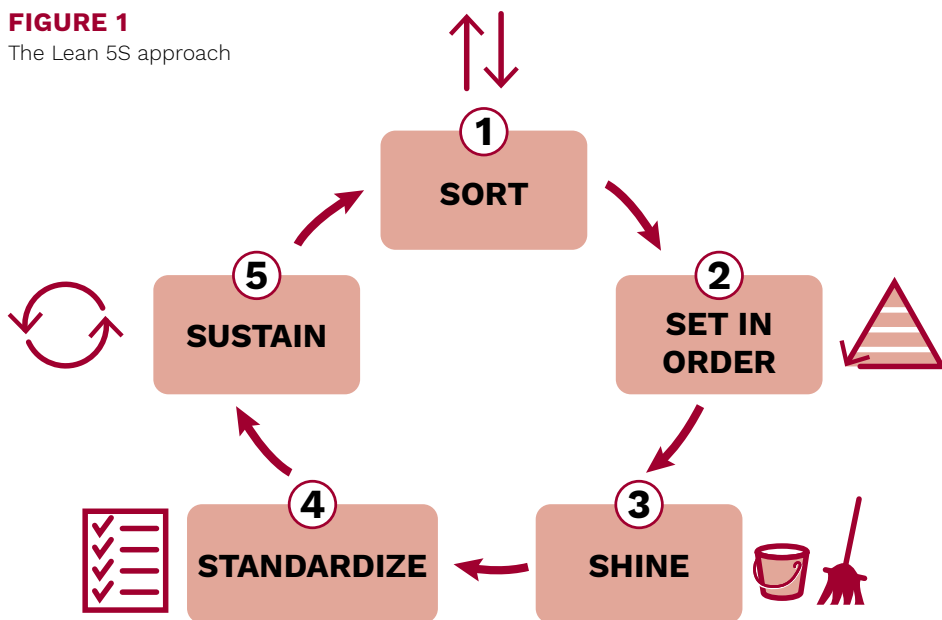 FIGURE 1
The Lean 5S approach
1
SORT
2
SET IN
ORDER
3
SHINE
4
STANDARDIZE
5
SUSTAIN